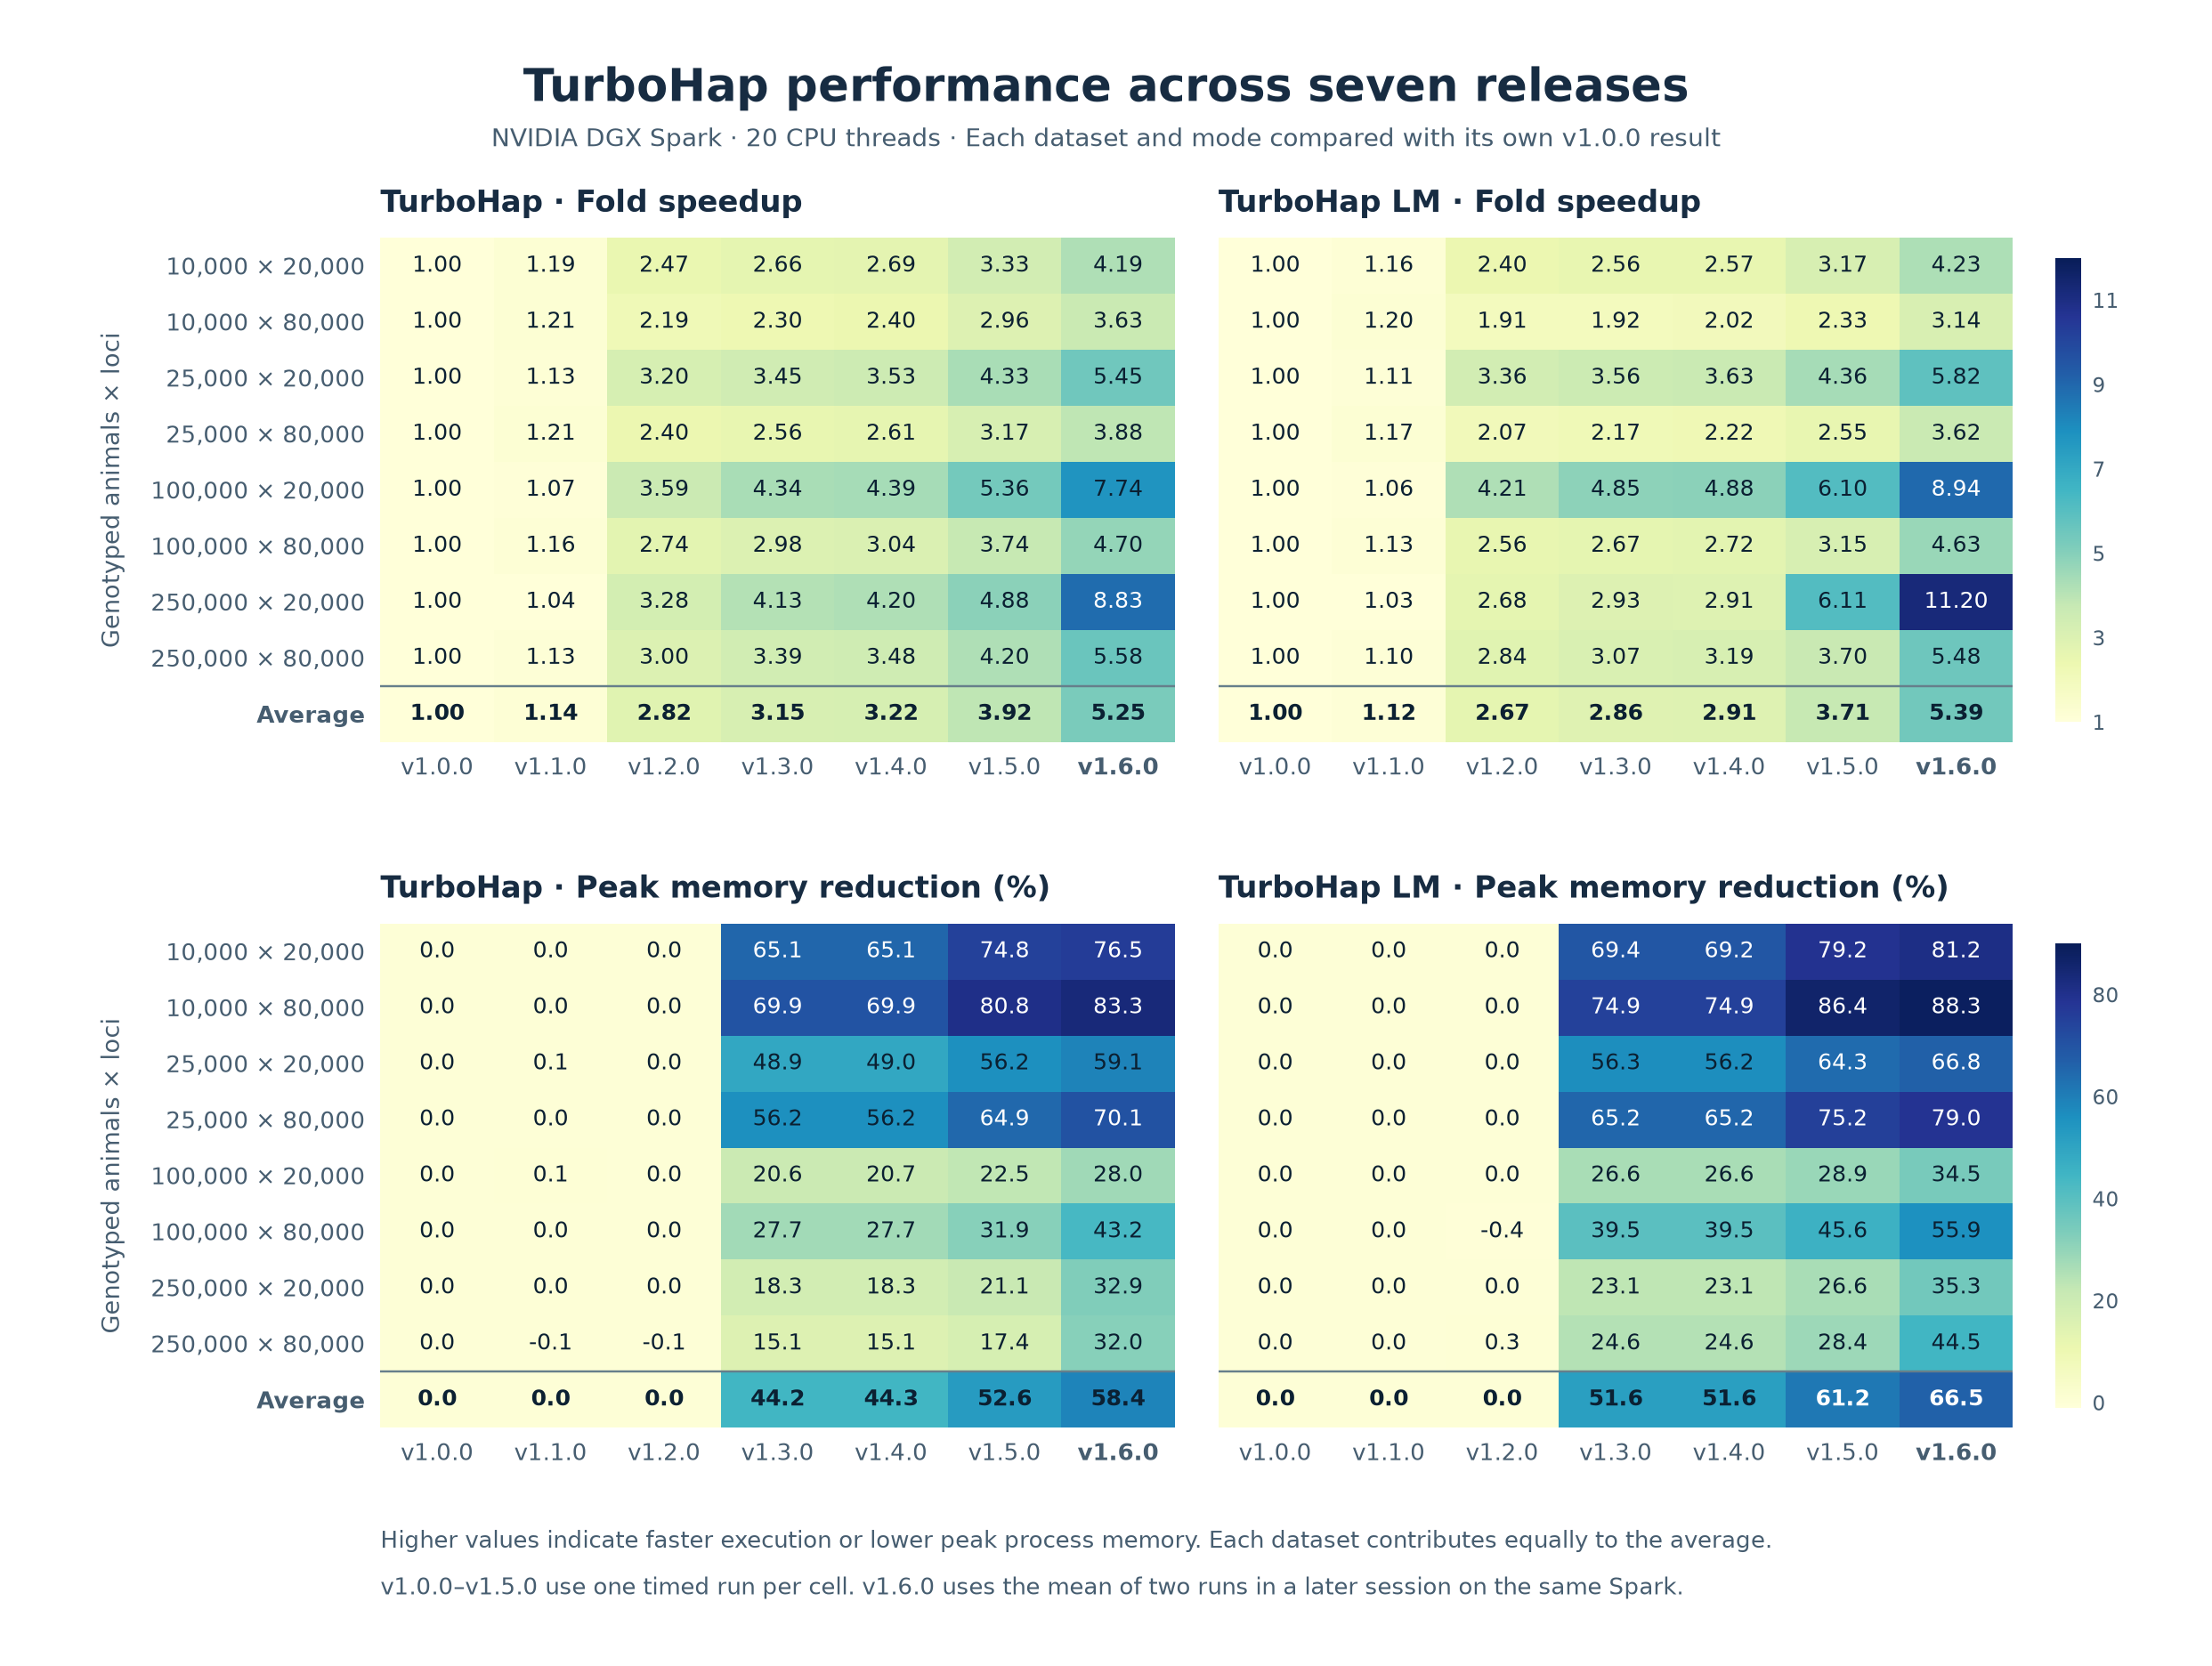 TurboHap performance across seven releases
NVIDIA DGX Spark · 20 CPU threads · Each dataset and mode compared with its own v1.0.0 result
TurboHap · Fold speedup
Genotyped animals × loci
10,000 × 20,000 1.00 1.19 2.47 2.66 2.69 3.33 4.19
10,000 × 80,000 1.00 1.21 2.19 2.30 2.40 2.96 3.63
25,000 × 20,000 1.00 1.13 3.20 3.45 3.53 4.33 5.45
25,000 × 80,000 1.00 1.21 2.40 2.56 2.61 3.17 3.88
100,000 × 20,000 1.00 1.07 3.59 4.34 4.39 5.36 7.74
100,000 × 80,000 1.00 1.16 2.74 2.98 3.04 3.74 4.70
250,000 × 20,000 1.00 1.04 3.28 4.13 4.20 4.88 8.83
250,000 × 80,000 1.00 1.13 3.00 3.39 3.48 4.20 5.58
Average 1.00 1.14 2.82 3.15 3.22 3.92 5.25
v1.0.0 v1.1.0 v1.2.0 v1.3.0 v1.4.0 v1.5.0 v1.6.0
TurboHap LM · Fold speedup
1.00 1.16 2.40 2.56 2.57 3.17 4.23
1.00 1.20 1.91 1.92 2.02 2.33 3.14
1.00 1.11 3.36 3.56 3.63 4.36 5.82
1.00 1.17 2.07 2.17 2.22 2.55 3.62
1.00 1.06 4.21 4.85 4.88 6.10 8.94
1.00 1.13 2.56 2.67 2.72 3.15 4.63
1.00 1.03 2.68 2.93 2.91 6.11 11.20
1.00 1.10 2.84 3.07 3.19 3.70 5.48
1.00 1.12 2.67 2.86 2.91 3.71 5.39
v1.0.0 v1.1.0 v1.2.0 v1.3.0 v1.4.0 v1.5.0 v1.6.0
11
9
7
5
3
1
TurboHap · Peak memory reduction (%)
Genotyped animals × loci
10,000 × 20,000 0.0 0.0 0.0 65.1 65.1 74.8 76.5
10,000 × 80,000 0.0 0.0 0.0 69.9 69.9 80.8 83.3
25,000 × 20,000 0.0 0.1 0.0 48.9 49.0 56.2 59.1
25,000 × 80,000 0.0 0.0 0.0 56.2 56.2 64.9 70.1
100,000 × 20,000 0.0 0.1 0.0 20.6 20.7 22.5 28.0
100,000 × 80,000 0.0 0.0 0.0 27.7 27.7 31.9 43.2
250,000 × 20,000 0.0 0.0 0.0 18.3 18.3 21.1 32.9
250,000 × 80,000 0.0 -0.1 -0.1 15.1 15.1 17.4 32.0
Average 0.0 0.0 0.0 44.2 44.3 52.6 58.4
v1.0.0 v1.1.0 v1.2.0 v1.3.0 v1.4.0 v1.5.0 v1.6.0
TurboHap LM · Peak memory reduction (%)
0.0 0.0 0.0 69.4 69.2 79.2 81.2
0.0 0.0 0.0 74.9 74.9 86.4 88.3
0.0 0.0 0.0 56.3 56.2 64.3 66.8
0.0 0.0 0.0 65.2 65.2 75.2 79.0
0.0 0.0 0.0 26.6 26.6 28.9 34.5
0.0 0.0 -0.4 39.5 39.5 45.6 55.9
0.0 0.0 0.0 23.1 23.1 26.6 35.3
0.0 0.0 0.3 24.6 24.6 28.4 44.5
0.0 0.0 0.0 51.6 51.6 61.2 66.5
v1.0.0 v1.1.0 v1.2.0 v1.3.0 v1.4.0 v1.5.0 v1.6.0
80
60
40
20
0
Higher values indicate faster execution or lower peak process memory. Each dataset contributes equally to the average.
v1.0.0–v1.5.0 use one timed run per cell. v1.6.0 uses the mean of two runs in a later session on the same Spark.